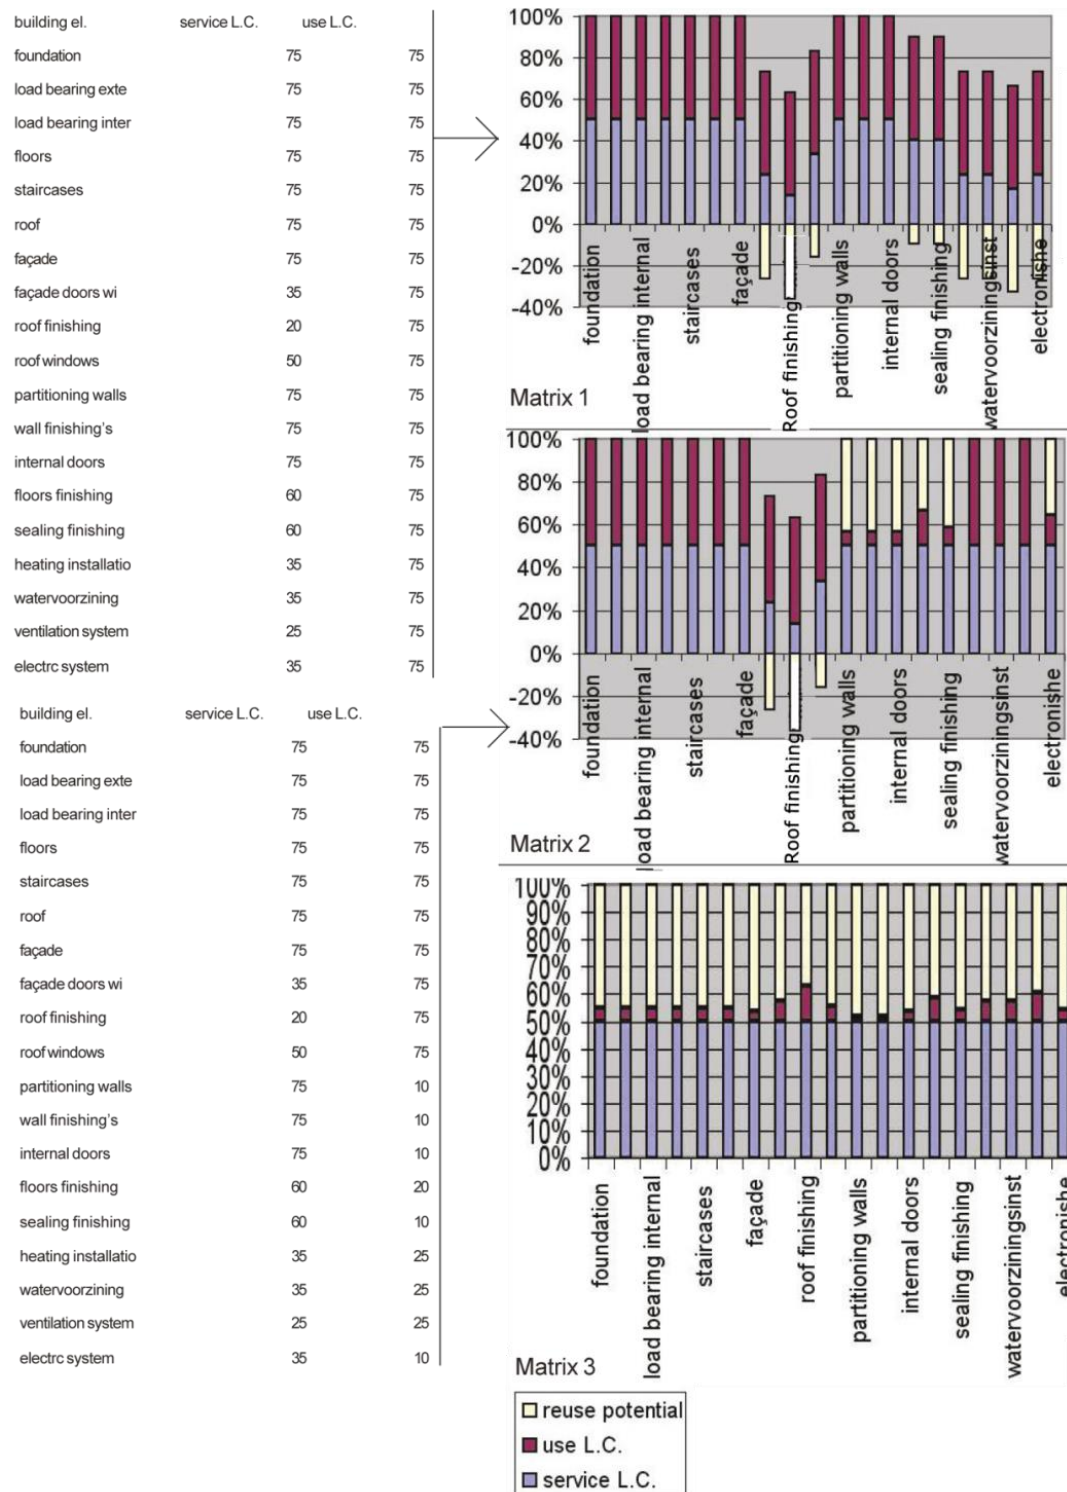 building el. service L.C. use L.C.
foundation 75 75
load bearing exte 75 75
load bearing inter 75 75
floors 75 75
staircases 75 75
roof 75 75
façade 75 75
façade doors wi 35 75
roof finishing 20 75
roof windows 50 75
partitioning walls 75 75
wall finishing's 75 75
internal doors 75 75
floors finishing 60 75
sealing finishing 60 75
heating installatio 35 75
watervoorzining 35 75
ventilation system 25 75
electrc system 35 75
building el. service L.C. use L.C.
foundation 75 75
load bearing exte 75 75
load bearing inter 75 75
floors 75 75
staircases 75 75
roof 75 75
façade 75 75
façade doors wi 35 75
roof finishing 20 75
roof windows 50 75
partitioning walls 75 10
wall finishing's 75 10
internal doors 75 10
floors finishing 60 20
sealing finishing 60 10
heating installatio 35 25
watervoorzining 35 25
ventilation system 25 25
electrc system 35 10
100%
80%
60%
40%
20%
0%
-20%
-40%
foundation
load bearing internal
staircases
façade
Roof finishing
partitioning walls
internal doors
sealing finishing
watervoorziningsinst
electronishe
Matrix 1
100%
80%
60%
40%
20%
0%
-20%
-40%
foundation
load bearing internal
staircases
façade
Roof finishing
partitioning walls
internal doors
sealing finishing
watervoorziningsinst
electronishe
Matrix 2
100%
90%
80%
70%
60%
50%
40%
30%
20%
10%
0%
foundation
load bearing internal
staircases
façade
roof finishing
partitioning walls
internal doors
sealing finishing
watervoorziningsinst
electronishe
Matrix 3
reuse potential
use L.C.
service L.C.